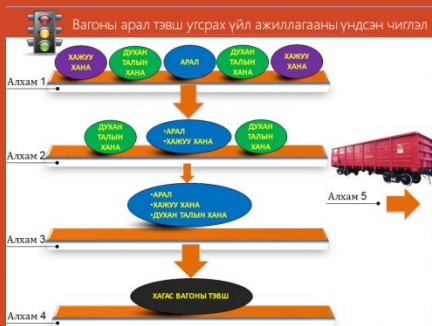 Вагоны арал тэвш угсрах үйл ажиллагааны үндсэн чиглэл
ХАЖУУ
ХАНА
ДУХАН
ТАЛЫН
ХАНА
АРАЛ
ДУХАН
ТАЛЫН
ХАНА
ХАЖУУ
ХАНА
Алхам 1
ДУХАН
ТАЛЫН
ХАНА
•АРАЛ
•ХАЖУУ ХАНА
ДУХАН
ТАЛЫН
ХАНА
Алхам 2
•АРАЛ
•ХАЖУУ ХАНА
•ДУХАН ТАЛЫН ХАНА
Алхам 3
Алхам 5
ХАГАС ВАГОНЫ ТЭВШ
Алхам 4